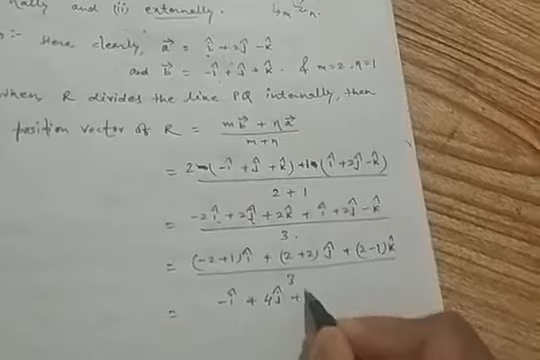 nally and (ii) externally.
:- Here clearly, a⃗ = î + 2ĵ - k̂
and b⃗ = -î + ĵ + k̂ . & m=2, n=1
when, R divides the line PQ internally, then
position vector of R = (m b⃗ + n a⃗) / (m+n)
= 2 (-î + ĵ + k̂) + 1 (î + 2ĵ - k̂) / (2+1)
= (-2î + 2ĵ + 2k̂ + î + 2ĵ - k̂) / 3.
= ((-2+1)î + (2+2)ĵ + (2-1)k̂) / 3
= -î + 4ĵ +